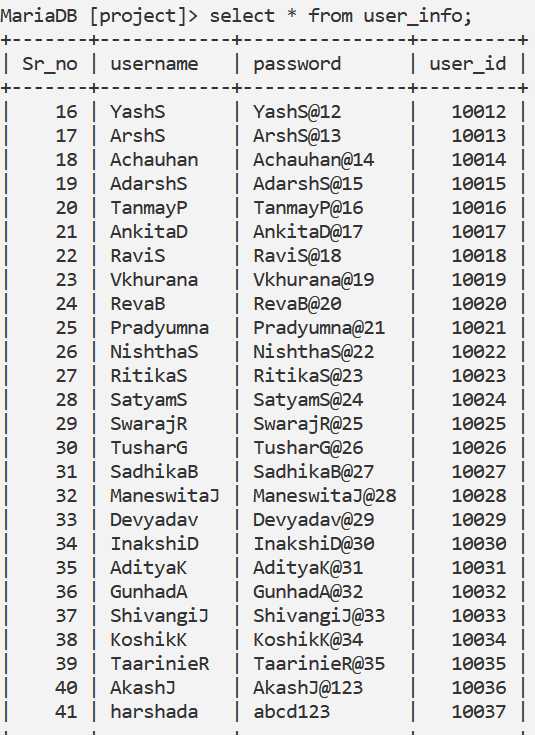 MariaDB [project]> select * from user_info;
+-------+------------+--------------+---------+
| Sr_no | username | password | user_id |
+-------+------------+--------------+---------+
| 16 | YashS | YashS@12 | 10012 |
| 17 | ArshS | ArshS@13 | 10013 |
| 18 | Achauhan | Achauhan@14 | 10014 |
| 19 | AdarshS | AdarshS@15 | 10015 |
| 20 | TanmayP | TanmayP@16 | 10016 |
| 21 | AnkitaD | AnkitaD@17 | 10017 |
| 22 | RaviS | RaviS@18 | 10018 |
| 23 | Vkhurana | Vkhurana@19 | 10019 |
| 24 | RevaB | RevaB@20 | 10020 |
| 25 | Pradyumna | Pradyumna@21 | 10021 |
| 26 | NishthaS | NishthaS@22 | 10022 |
| 27 | RitikaS | RitikaS@23 | 10023 |
| 28 | SatyamS | SatyamS@24 | 10024 |
| 29 | SwarajR | SwarajR@25 | 10025 |
| 30 | TusharG | TusharG@26 | 10026 |
| 31 | SadhikaB | SadhikaB@27 | 10027 |
| 32 | ManeswitaJ | ManeswitaJ@28 | 10028 |
| 33 | Devyadav | Devyadav@29 | 10029 |
| 34 | InakshiD | InakshiD@30 | 10030 |
| 35 | AdityaK | AdityaK@31 | 10031 |
| 36 | GunhadA | GunhadA@32 | 10032 |
| 37 | ShivangiJ | ShivangiJ@33 | 10033 |
| 38 | KoshikK | KoshikK@34 | 10034 |
| 39 | TaarinieR | TaarinieR@35 | 10035 |
| 40 | AkashJ | AkashJ@123 | 10036 |
| 41 | harshada | abcd123 | 10037 |